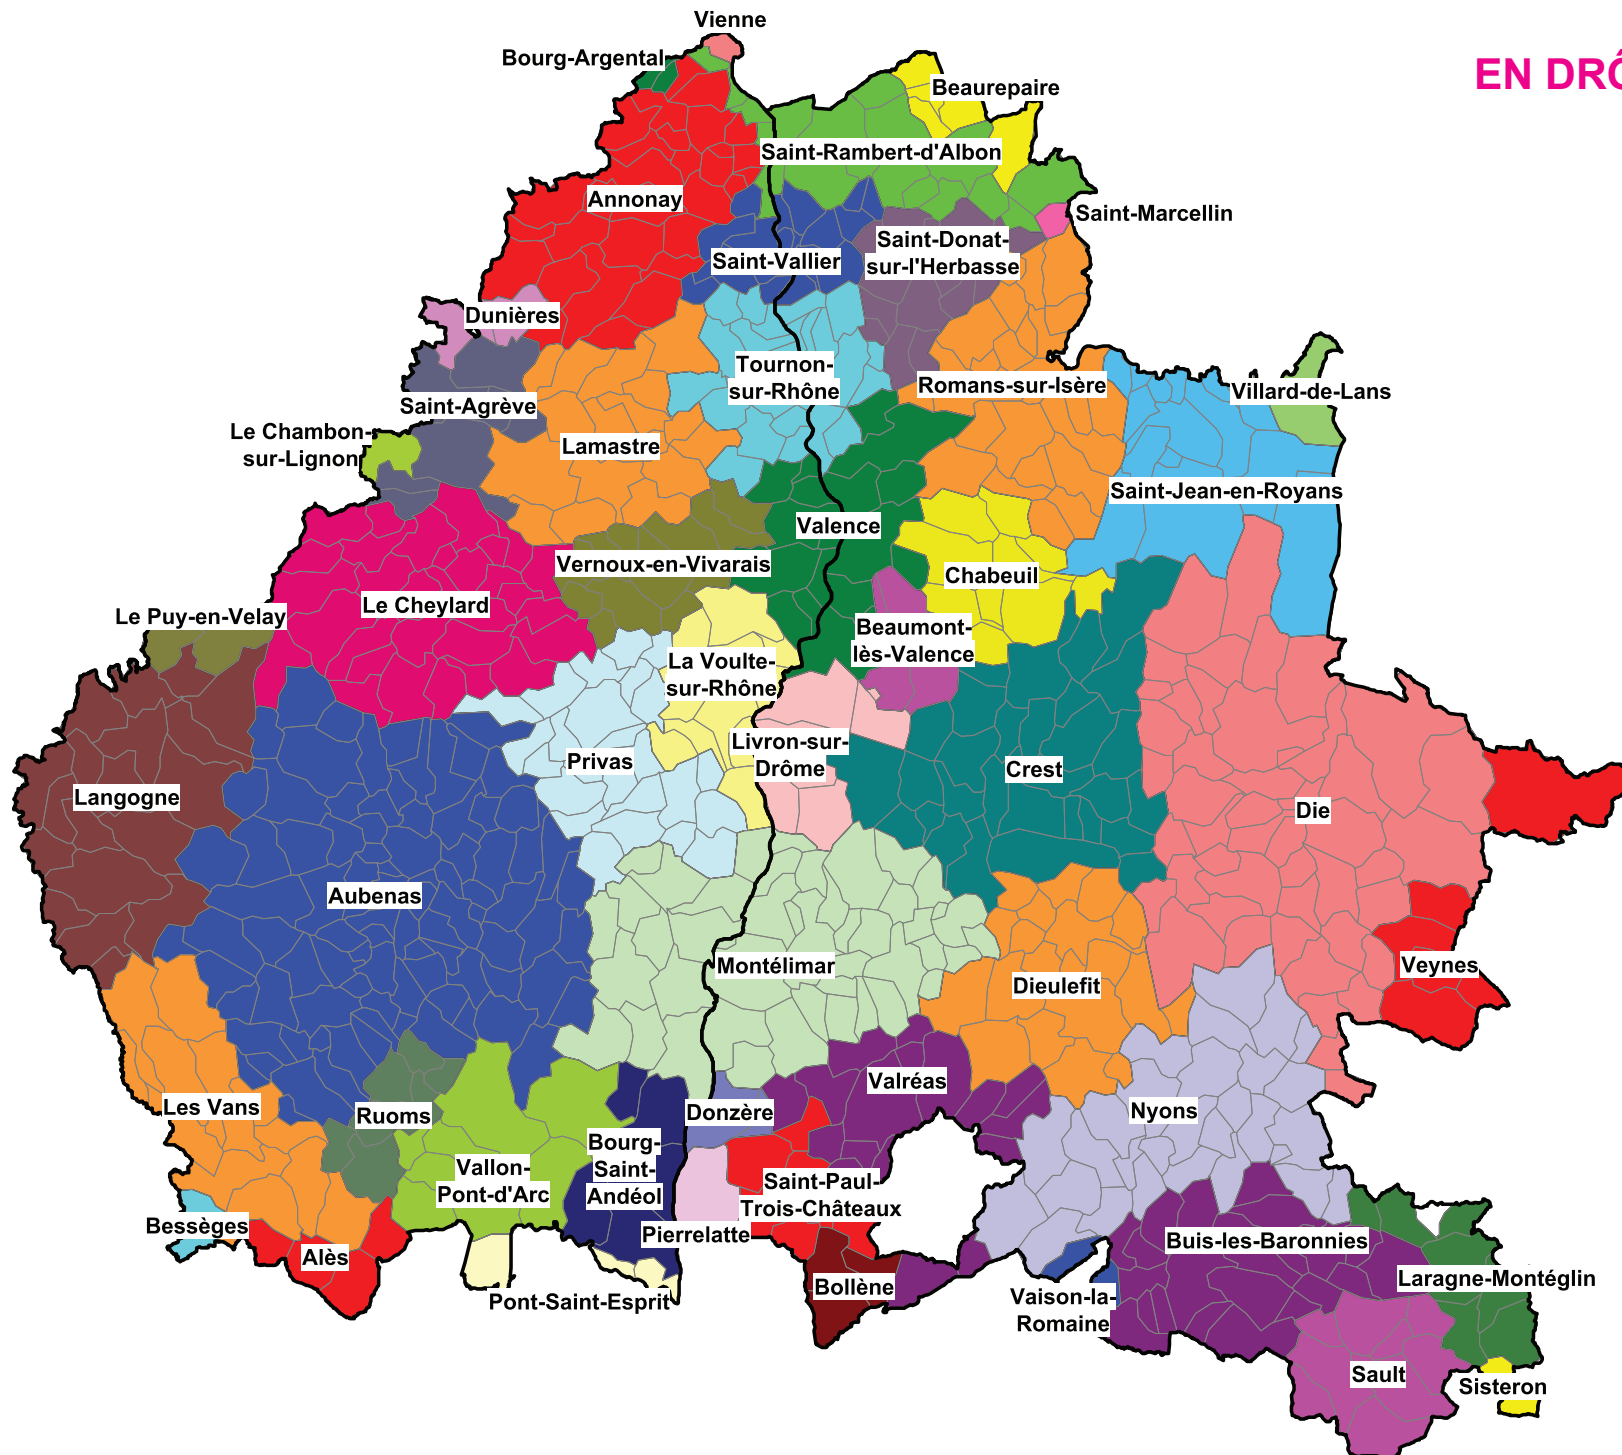 Vienne
Bourg-Argental
EN DRÔ
Beaurepaire
Saint-Rambert-d'Albon
Annonay
Saint-Marcellin
Saint-Donat-
sur-l'Herbasse
Saint-Vallier
Dunières
Tournon-
sur-Rhône
Romans-sur-Isère
Villard-de-Lans
Saint-Agrève
Le Chambon-
sur-Lignon
Lamastre
Saint-Jean-en-Royans
Valence
Vernoux-en-Vivarais
Chabeuil
Le Cheylard
Le Puy-en-Velay
Beaumont-
lès-Valence
La Voulte-
sur-Rhône
Livron-sur-
Drôme
Privas
Crest
Langogne
Die
Aubenas
Montélimar
Veynes
Dieulefit
Valréas
Les Vans
Ruoms
Donzère
Nyons
Bourg-
Saint-
Andéol
Vallon-
Pont-d'Arc
Saint-Paul-
Trois-Châteaux
Bessèges
Pierrelatte
Buis-les-Baronnies
Alès
Laragne-Montéglin
Bollène
Pont-Saint-Esprit
Vaison-la-
Romaine
Sault
Sisteron